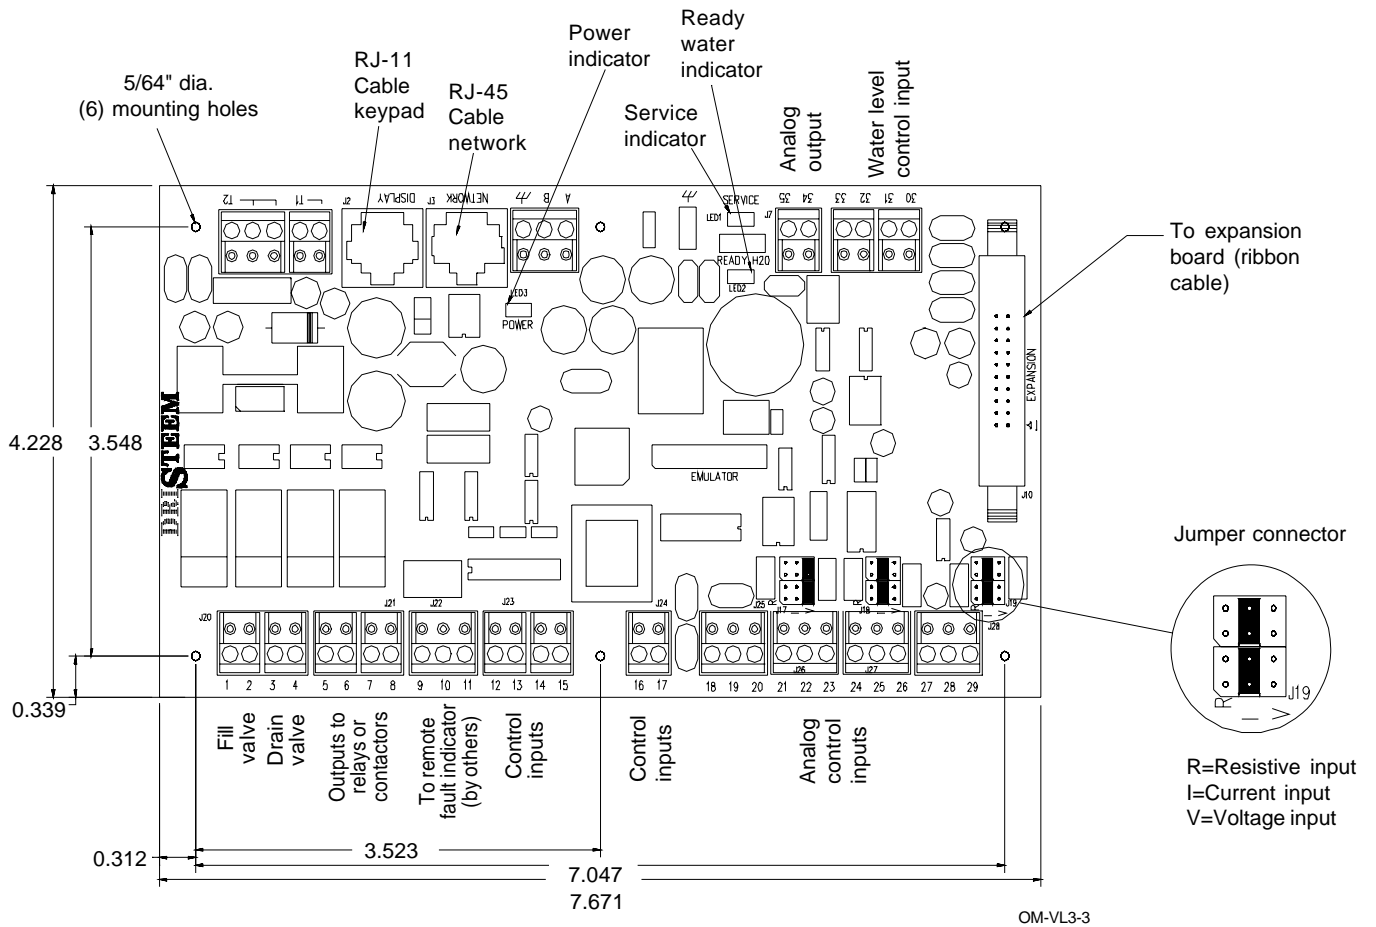 5/64" dia.
(6) mounting holes
RJ-11
Cable
keypad
RJ-45
Cable
network
Power
indicator
Ready
water
indicator
Service
indicator
Analog
output
Water level
control input
To expansion
board (ribbon
cable)
T2
T1
J2
DISPLAY
J3
NETWORK
B
A
SERVICE
LED1
READY H20
LED2
J7
35
34
33
32
31
30
LED3
POWER
EXPANSION
1
J10
EMULATOR
DRI STEEM
4.228
3.548
0.339
0.312
Jumper connector
R
J17
I
V
R
J18
I
V
R
J19
R
I
V
J19
R=Resistive input
I=Current input
V=Voltage input
J20
J21
J22
J23
J24
J25
J26
J27
J28
1 2 3 4 5 6 7 8 9 10 11 12 13 14 15 16 17 18 19 20 21 22 23 24 25 26 27 28 29
Fill
valve
Drain
valve
Outputs to
relays or
contactors
To remote
fault indicator
(by others)
Control
inputs
Control
inputs
Analog
control
inputs
3.523
7.047
7.671
OM-VL3-3